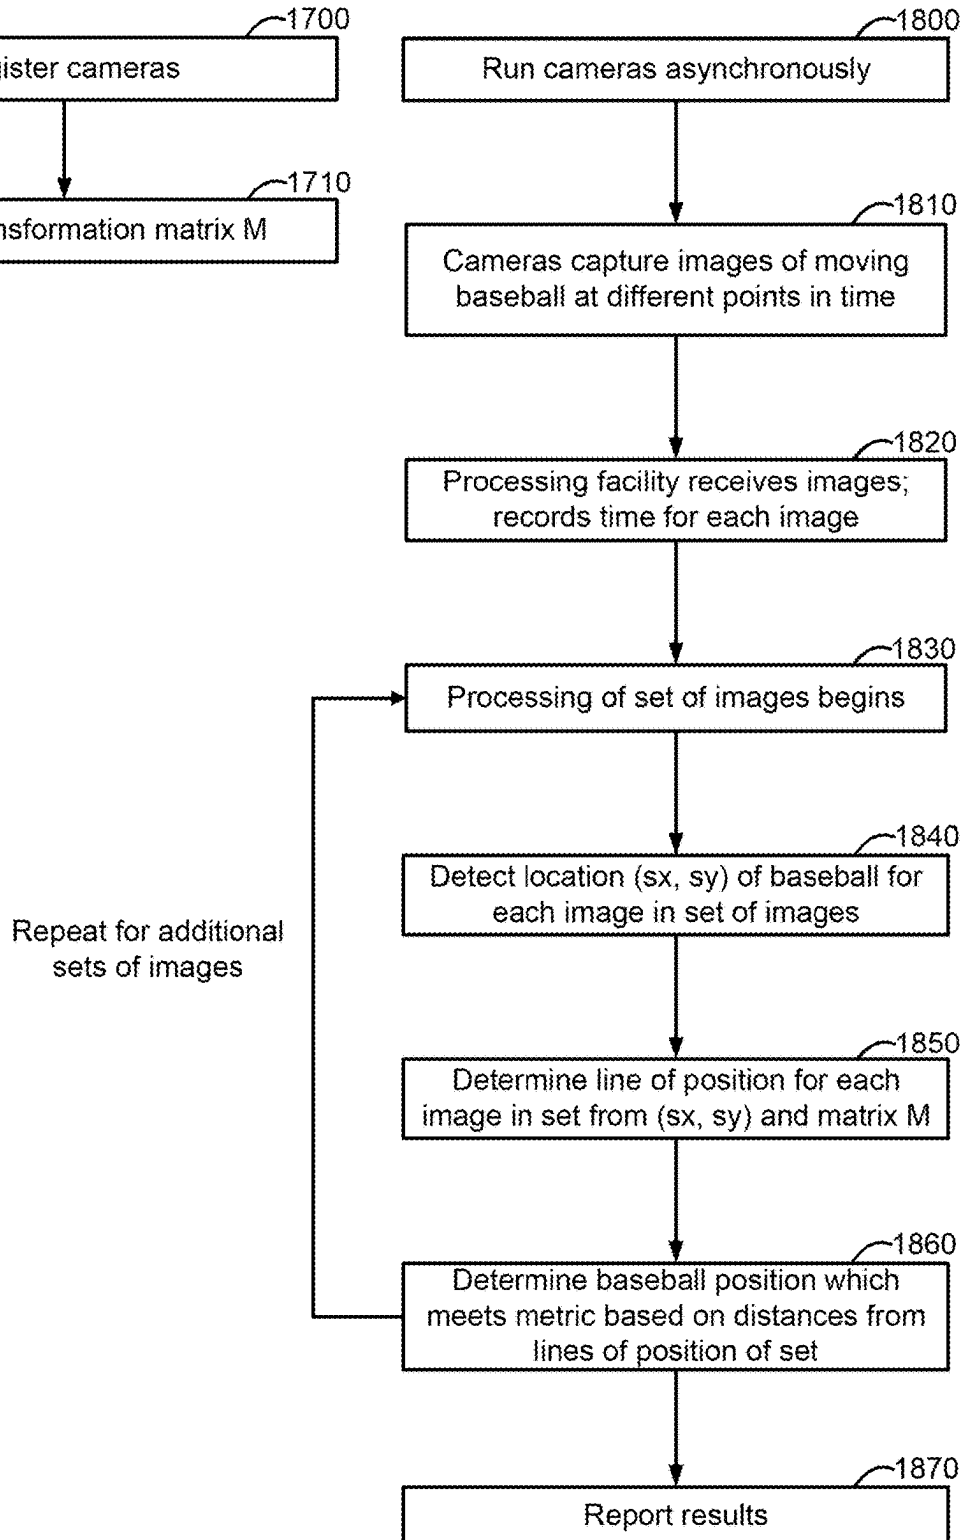 1700
ister cameras
1710
nsformation matrix M
1800
Run cameras asynchronously
1810
Cameras capture images of moving
baseball at different points in time
1820
Processing facility receives images;
records time for each image
1830
Processing of set of images begins
1840
Detect location (sx, sy) of baseball for
each image in set of images
Repeat for additional
sets of images
1850
Determine line of position for each
image in set from (sx, sy) and matrix M
1860
Determine baseball position which
meets metric based on distances from
lines of position of set
1870
Report results